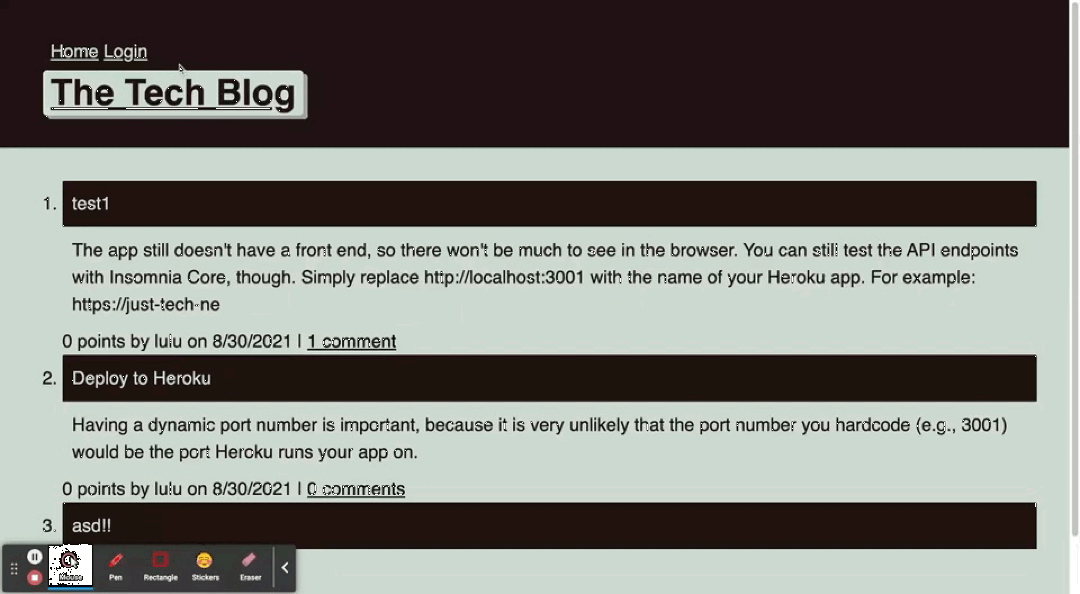 Home Login
The Tech Blog
1. test1
The app still doesn't have a front end, so there won't be much to see in the browser. You can still test the API endpoints
with Insomnia Core, though. Simply replace http://localhost:3001 with the name of your Heroku app. For example:
https://just-tech-ne
0 points by lulu on 8/30/2021 | 1 comment
2. Deploy to Heroku
Having a dynamic port number is important, because it is very unlikely that the port number you hardcode (e.g., 3001)
would be the port Heroku runs your app on.
0 points by lulu on 8/30/2021 | 0 comments
3. asd!!
Mouse Pen Rectangle Stickers Eraser